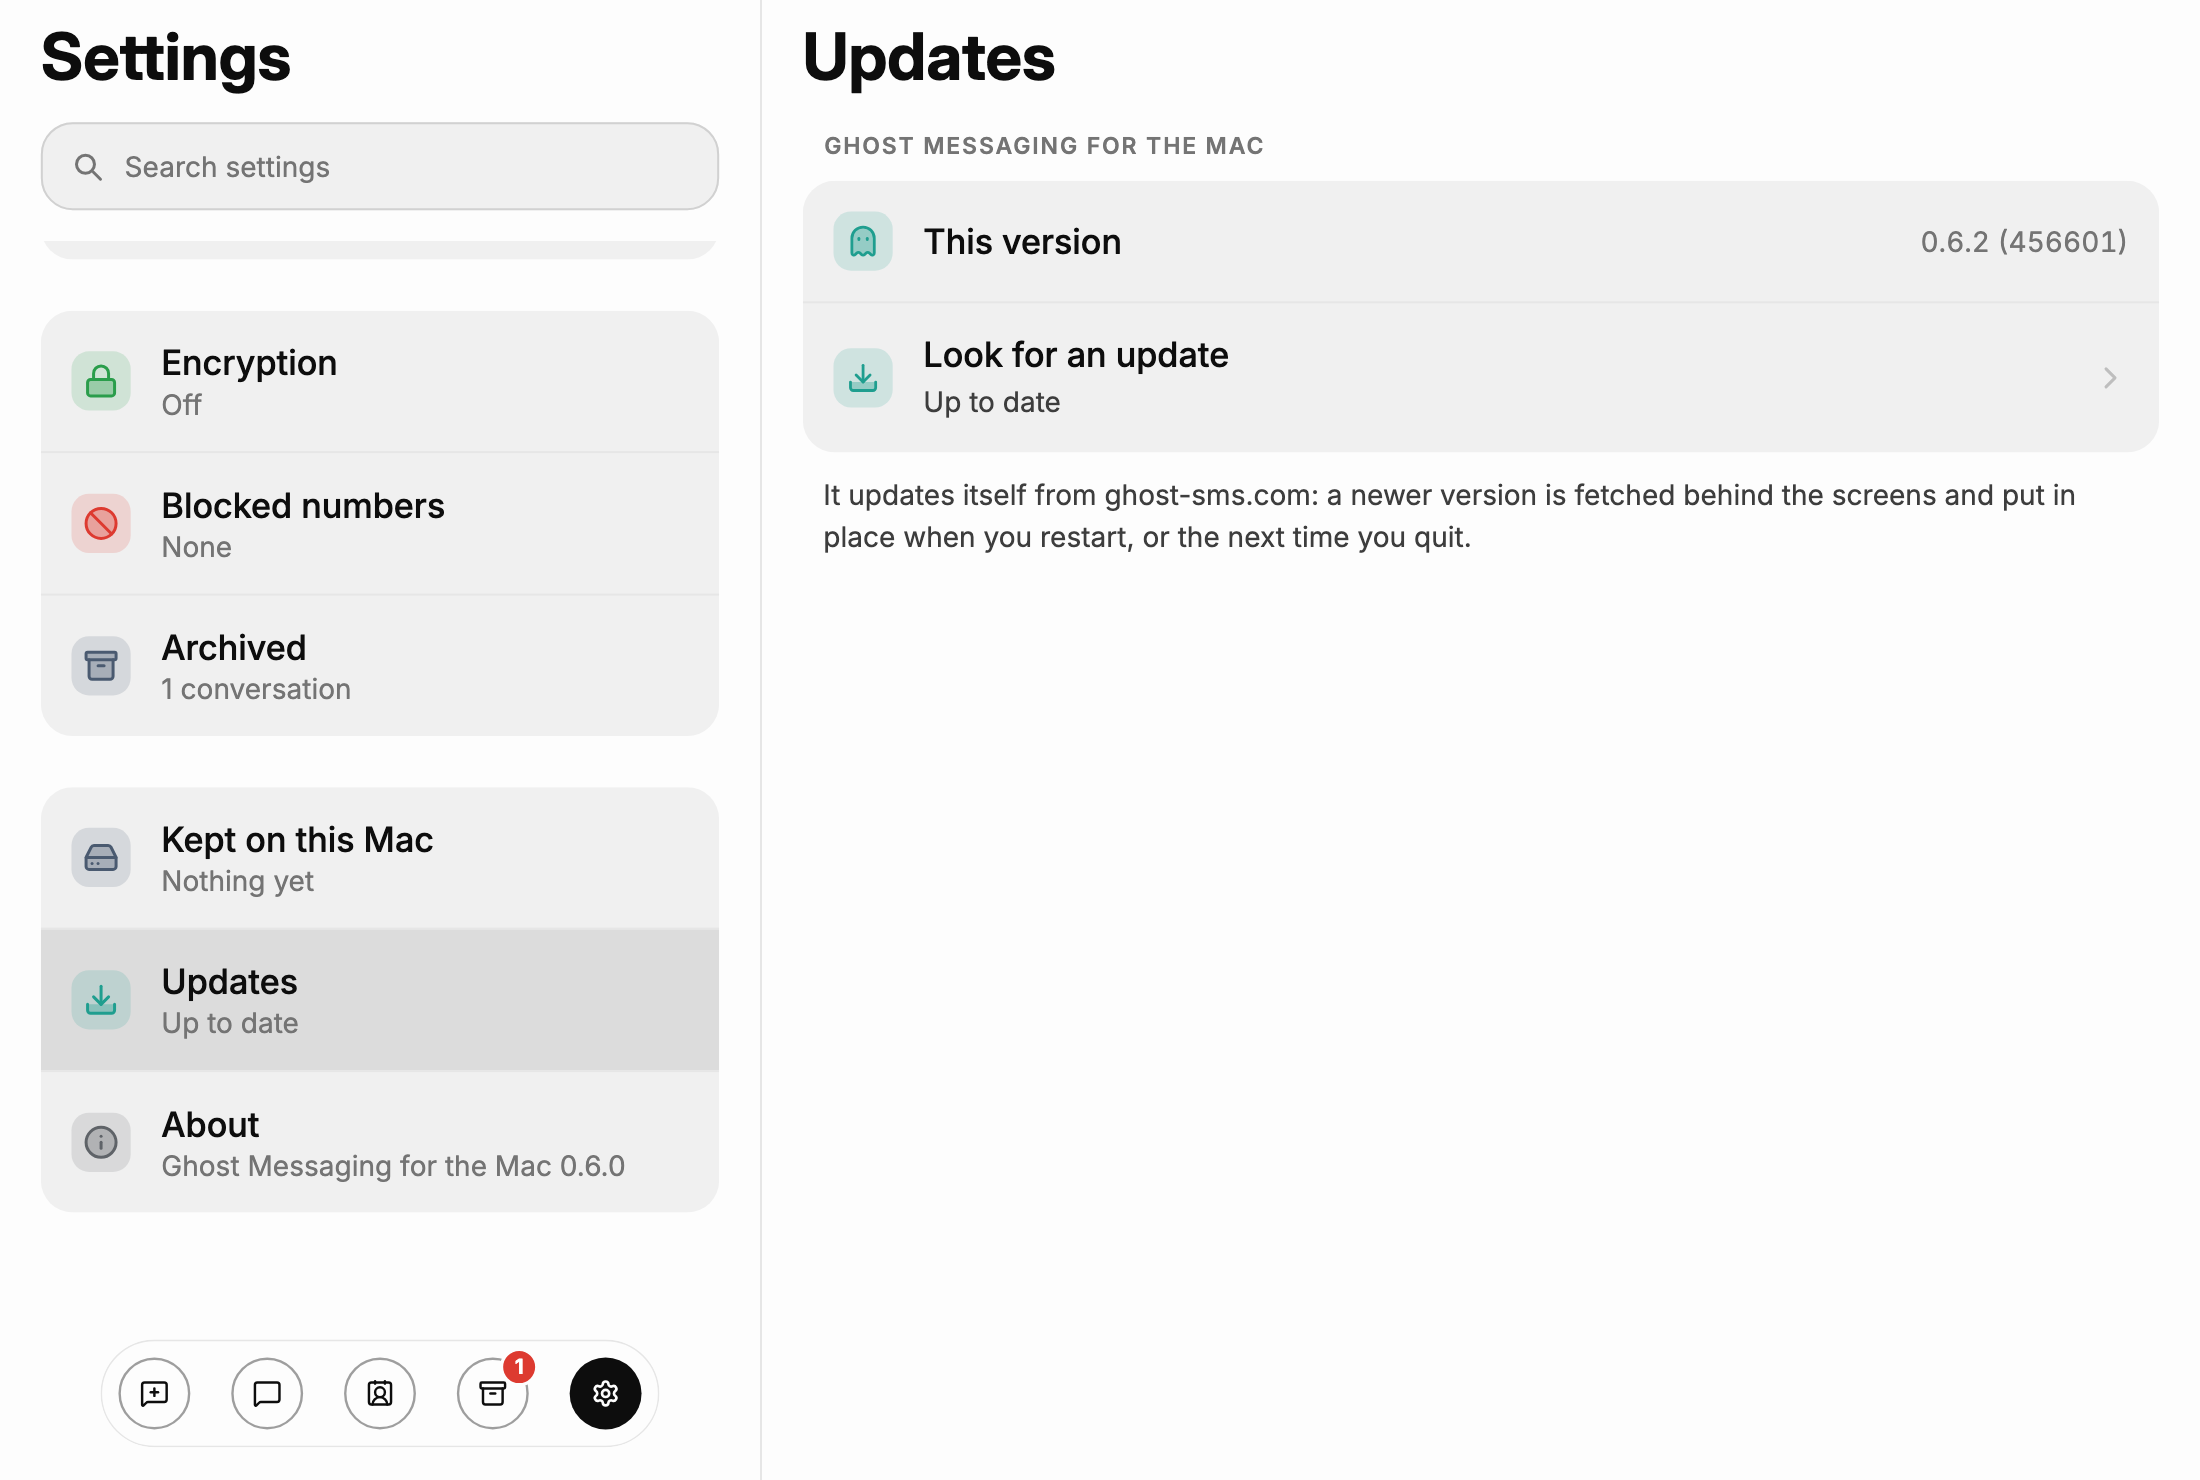 Settings
Search settings
Encryption
Off
Blocked numbers
None
Archived
1 conversation
Kept on this Mac
Nothing yet
Updates
Up to date
About
Ghost Messaging for the Mac 0.6.0
1
Updates
GHOST MESSAGING FOR THE MAC
This version
0.6.2 (456601)
Look for an update
Up to date
It updates itself from ghost-sms.com: a newer version is fetched behind the screens and put in
place when you restart, or the next time you quit.